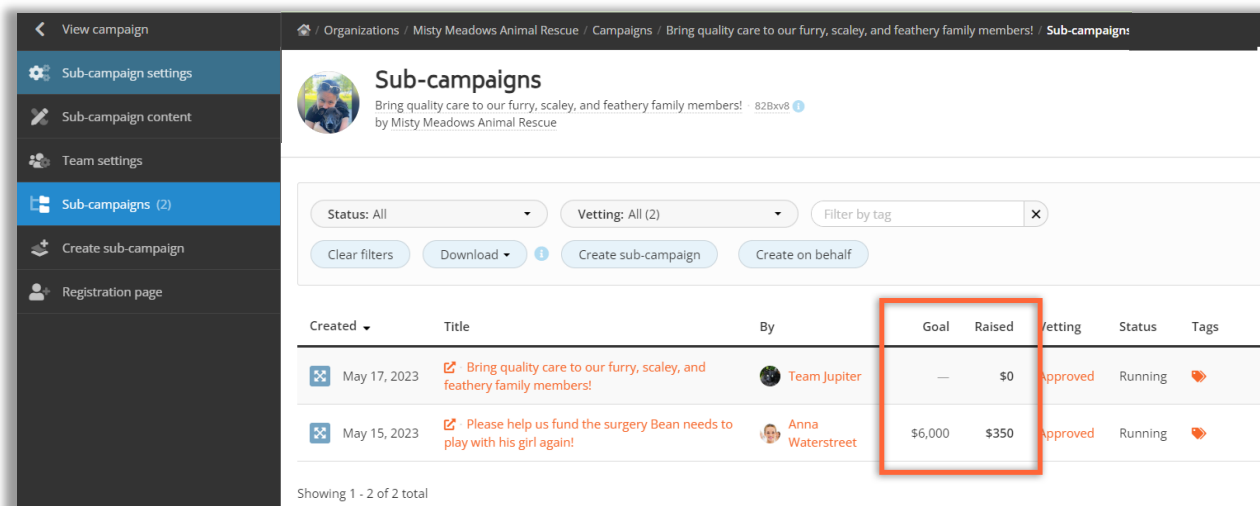 View campaign
/ Organizations / Misty Meadows Animal Rescue / Campaigns / Bring quality care to our furry, scaley, and feathery family members! / Sub-campaigns
Sub-campaign settings
Sub-campaign content
Team settings
Sub-campaigns (2)
Create sub-campaign
Registration page
Sub-campaigns
Bring quality care to our furry, scaley, and feathery family members! · 82Bxv8
by Misty Meadows Animal Rescue
Status: All
Vetting: All (2)
Filter by tag
Clear filters
Download
Create sub-campaign
Create on behalf
Created Title By Goal Raised Vetting Status Tags
May 17, 2023 Bring quality care to our furry, scaley, and Team Jupiter — $0 Approved Running
feathery family members!
May 15, 2023 Please help us fund the surgery Bean needs to Anna $6,000 $350 Approved Running
play with his girl again! Waterstreet
Showing 1 - 2 of 2 total